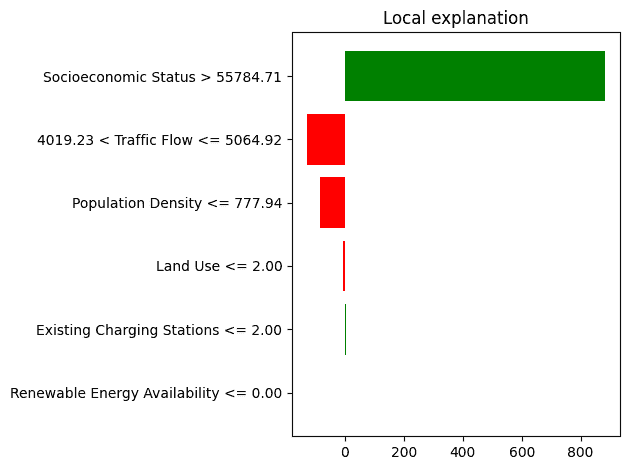 Local explanation
Socioeconomic Status > 55784.71
4019.23 < Traffic Flow <= 5064.92
Population Density <= 777.94
Land Use <= 2.00
Existing Charging Stations <= 2.00
Renewable Energy Availability <= 0.00
0 200 400 600 800